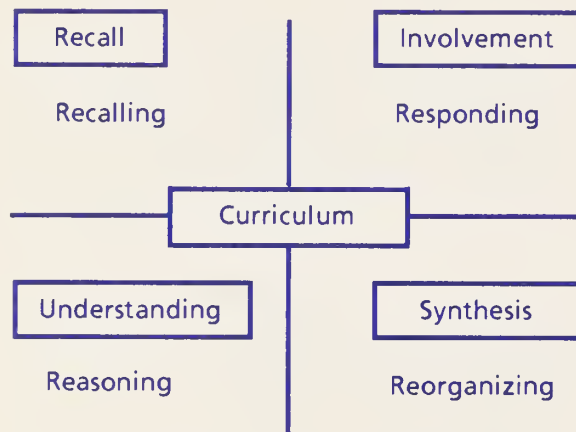 Recall
Involvement
Recalling
Responding
Curriculum
Understanding
Synthesis
Reasoning
Reorganizing